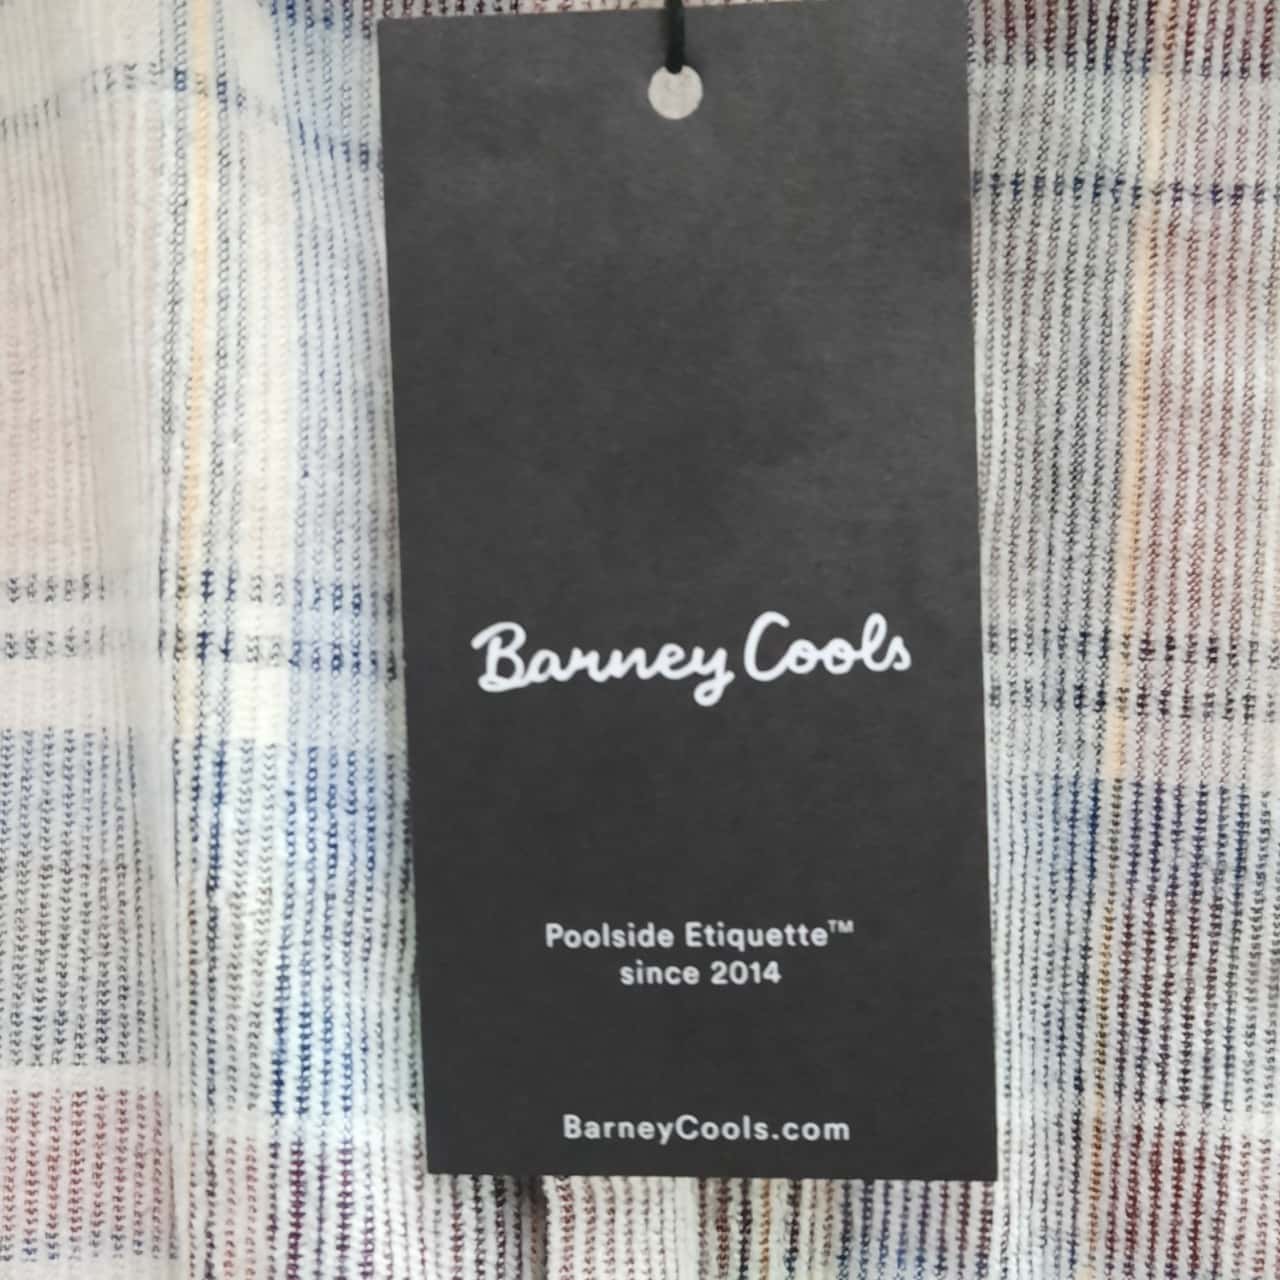 Barney Cools
Poolside Etiquette™
since 2014
BarneyCools.com